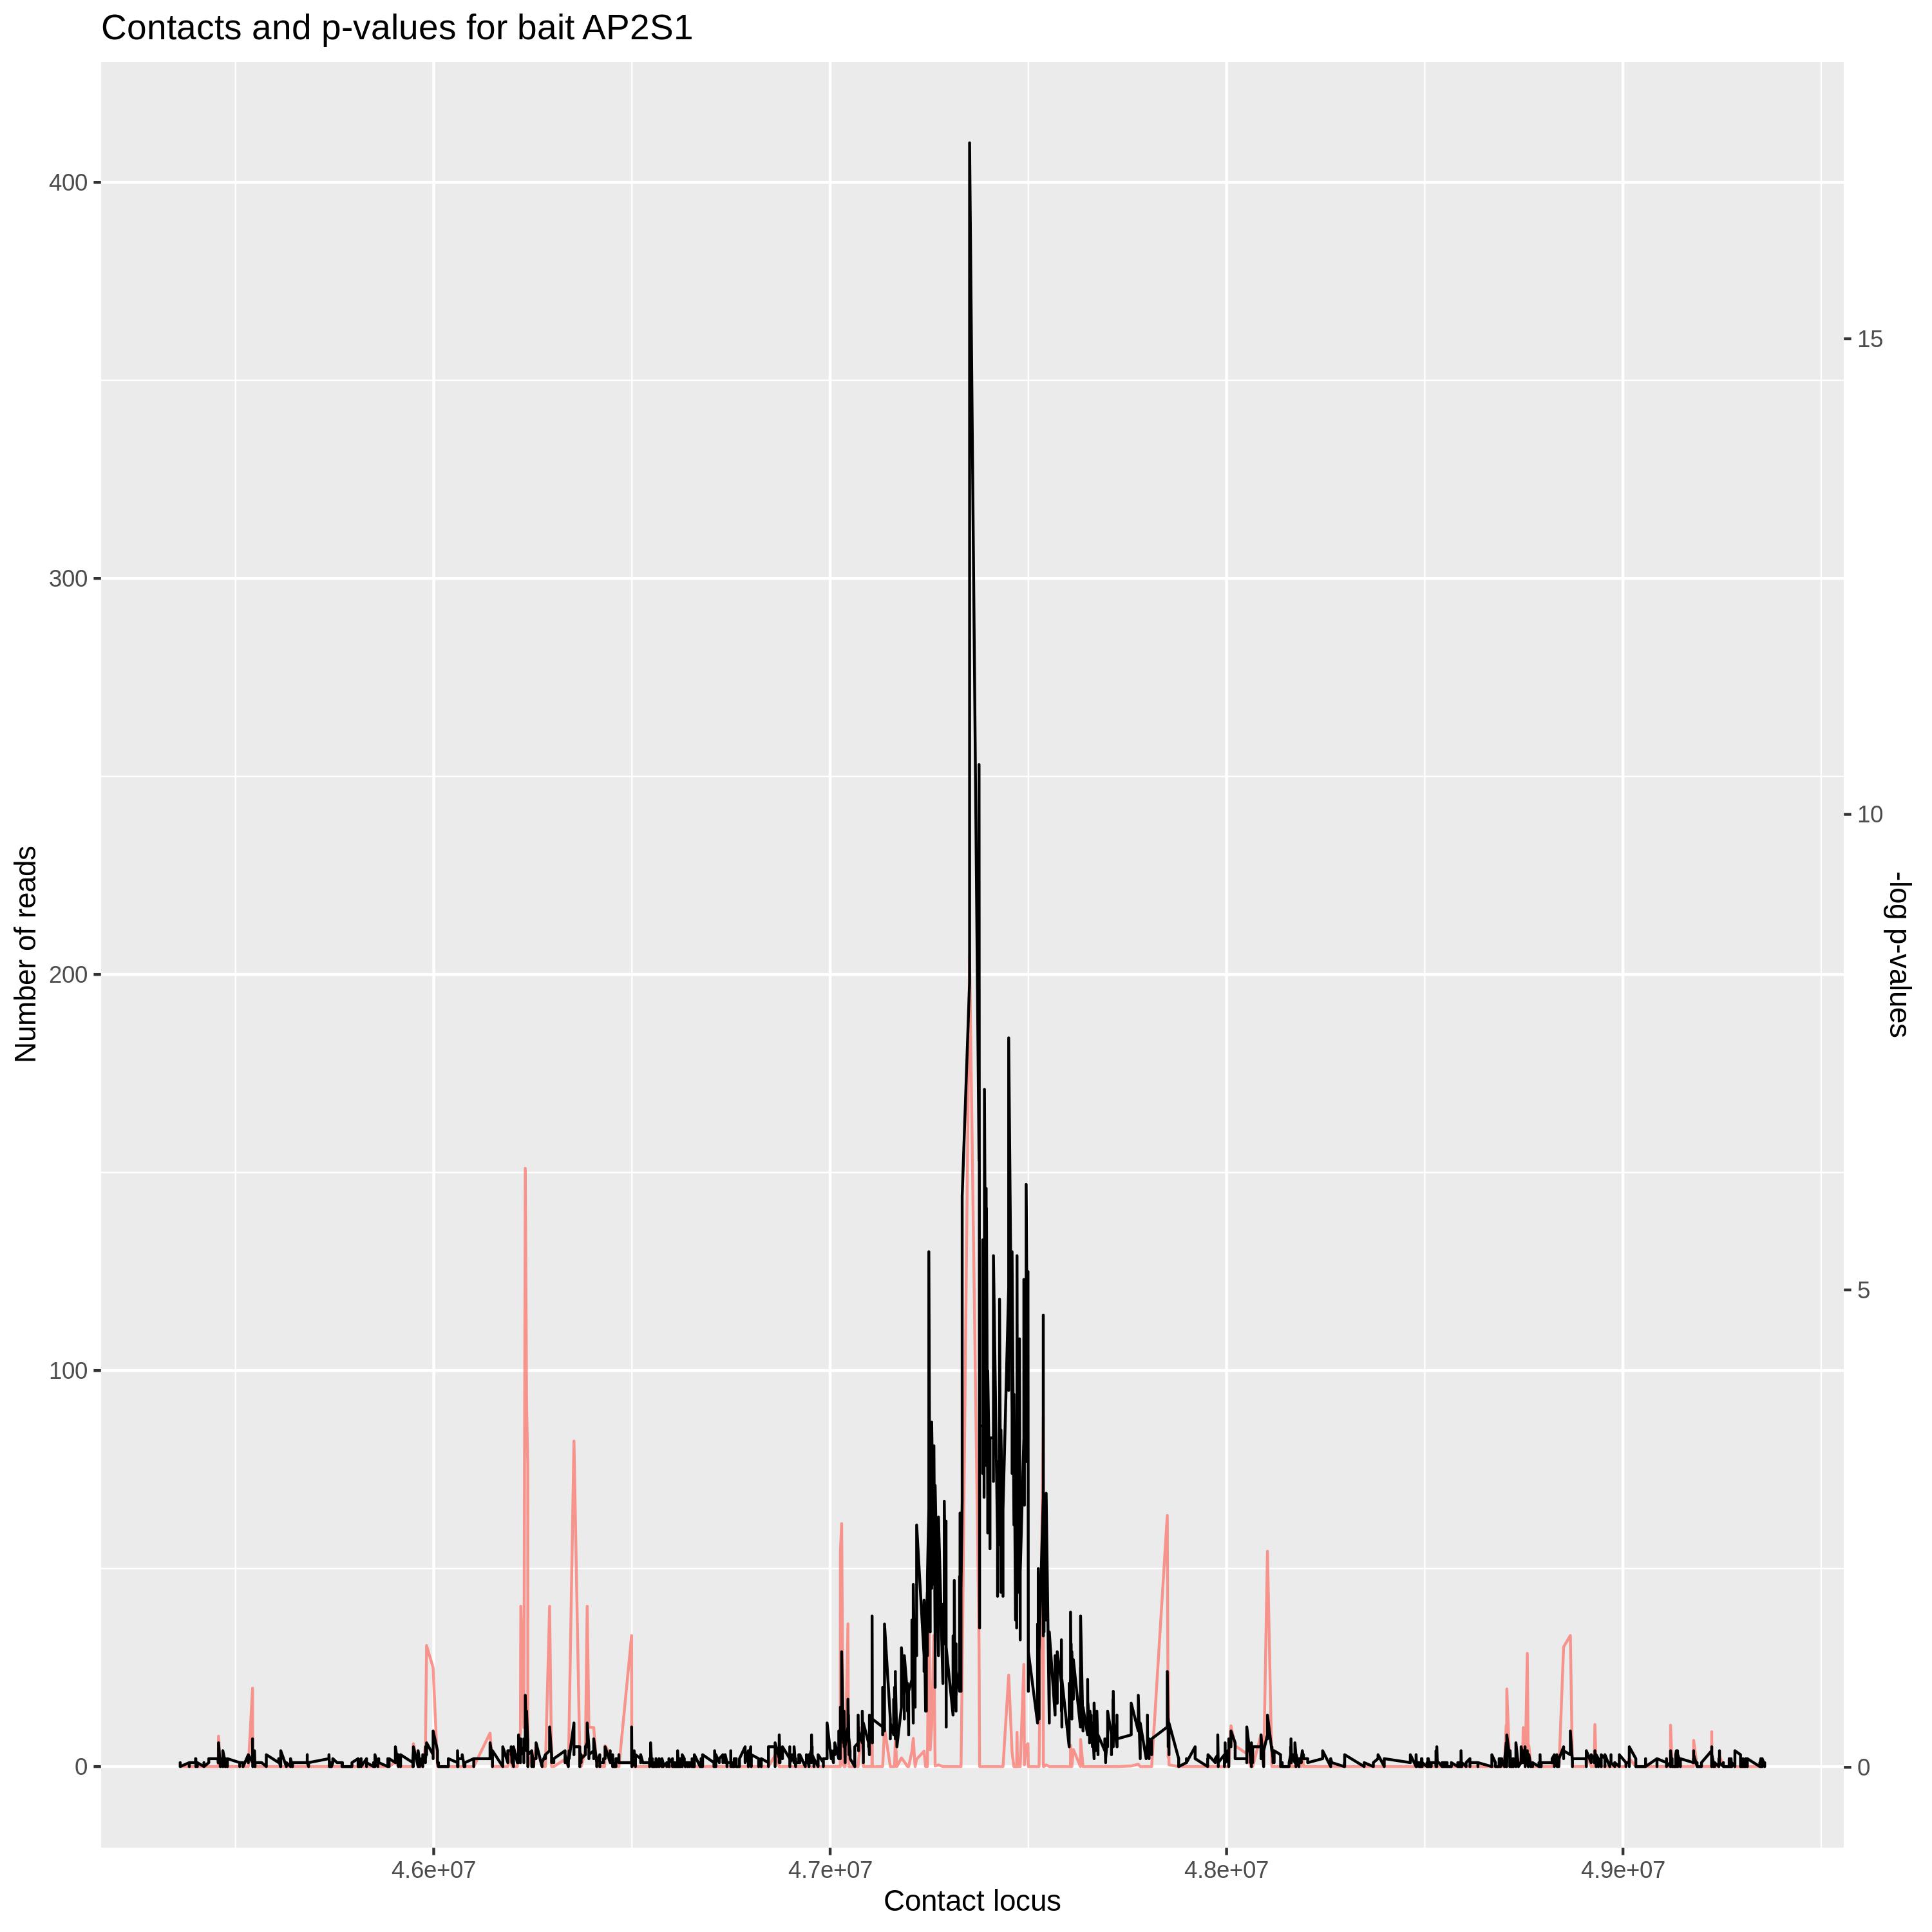 Contacts and p-values for bait AP2S1
400
300
200
100
0
Number of reads
15
10
5
0
-log p-values
4.6e+07
4.7e+07
4.8e+07
4.9e+07
Contact locus